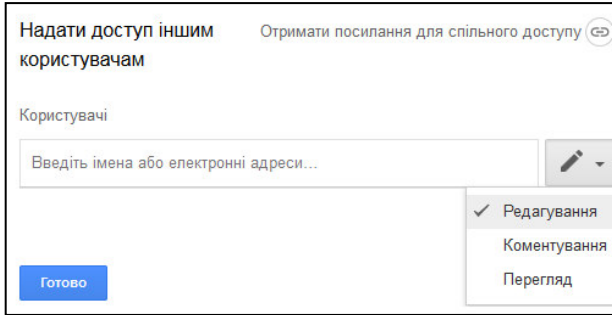 Надати доступ іншим
користувачам
Отримати посилання для спільного доступу
Користувачі
Введіть імена або електронні адреси...
Редагування
Коментування
Перегляд
Готово